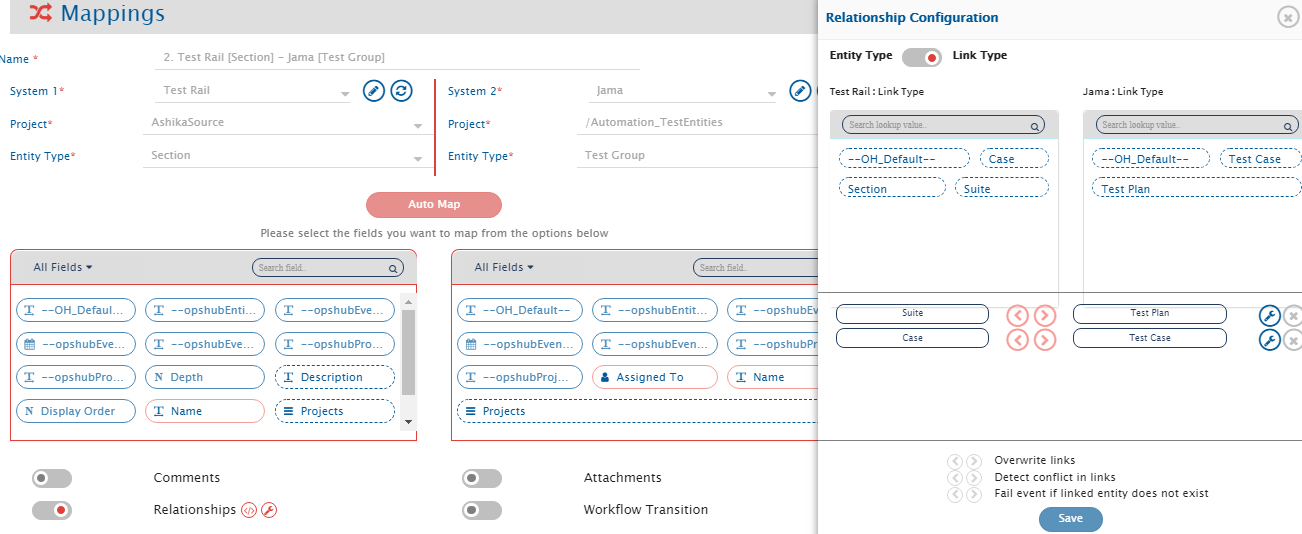 Mappings
Name *
2. Test Rail [Section] - Jama [Test Group]
System 1*
Test Rail
System 2*
Jama
Project*
AshikaSource
Project*
/Automation_TestEntities
Entity Type*
Section
Entity Type*
Test Group
Auto Map
Please select the fields you want to map from the options below
All Fields
Search field..
T --OH_Defaul...
T --opshubEnti...
T --opshubEve...
--opshubEve...
T --opshubEve...
T --opshubPro...
T --opshubPro...
N Depth
T Description
N Display Order
T Name
Projects
All Fields
Search field..
T --OH_Default--
T --opshubEntit...
T --opshubEv
--opshubEven...
T --opshubEven...
T --opshubPr
T --opshubProj...
Assigned To
T Name
Projects
Comments
Attachments
Relationships
Workflow Transition
Relationship Configuration
Entity Type
Link Type
Test Rail : Link Type
Jama : Link Type
Search lookup value..
Search lookup value..
--OH_Default--
Case
--OH_Default--
Test Case
Section
Suite
Test Plan
Suite
Test Plan
Case
Test Case
Overwrite links
Detect conflict in links
Fail event if linked entity does not exist
Save